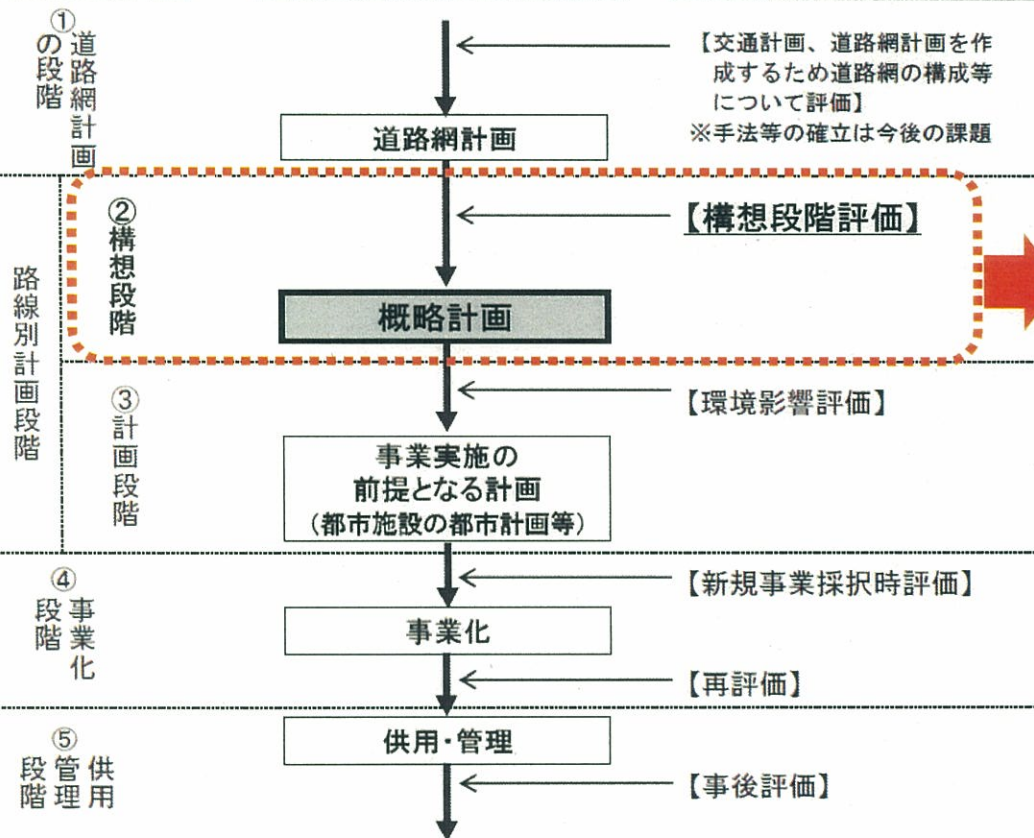 ①道路網計画
の段階
【交通計画、道路網計画を作
成するため道路網の構成等
について評価】
※手法等の確立は今後の課題
道路網計画
路線別計画段階
②構想段階
【構想段階評価】
概略計画
③計画段階
【環境影響評価】
事業実施の
前提となる計画
（都市施設の都市計画等）
④事業化
段階
【新規事業採択時評価】
事業化
【再評価】
⑤供用
管理
段階
供用・管理
【事後評価】